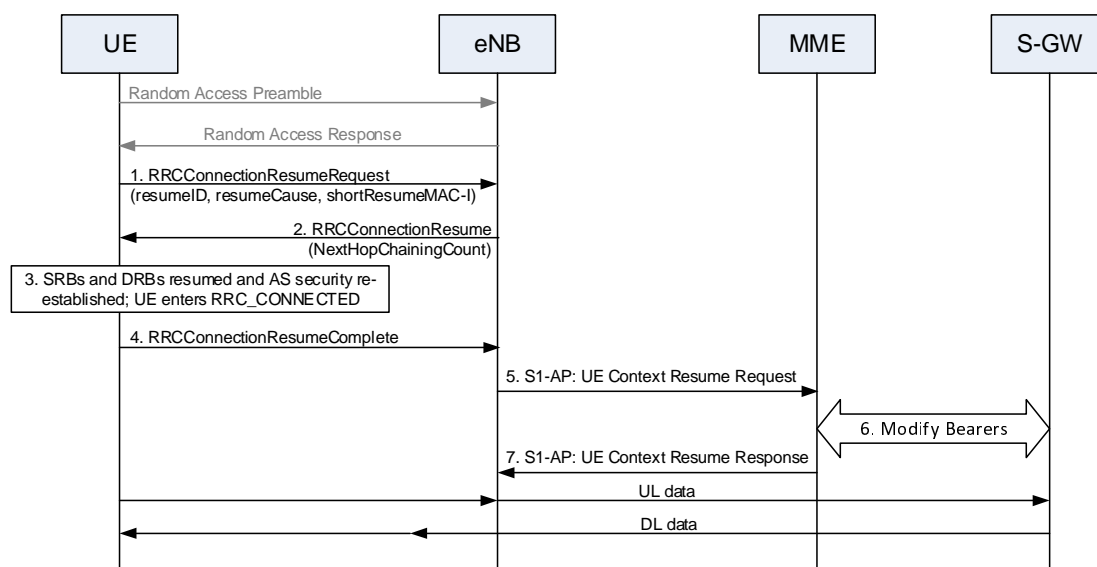 UE
eNB
MME
S-GW
Random Access Preamble
Random Access Response
1. RRCConnectionResumeRequest
(resumeID, resumeCause, shortResumeMAC-I)
2. RRCConnectionResume
(NextHopChainingCount)
3. SRBs and DRBs resumed and AS security re-
established; UE enters RRC_CONNECTED
4. RRCConnectionResumeComplete
5. S1-AP: UE Context Resume Request
6. Modify Bearers
7. S1-AP: UE Context Resume Response
UL data
DL data